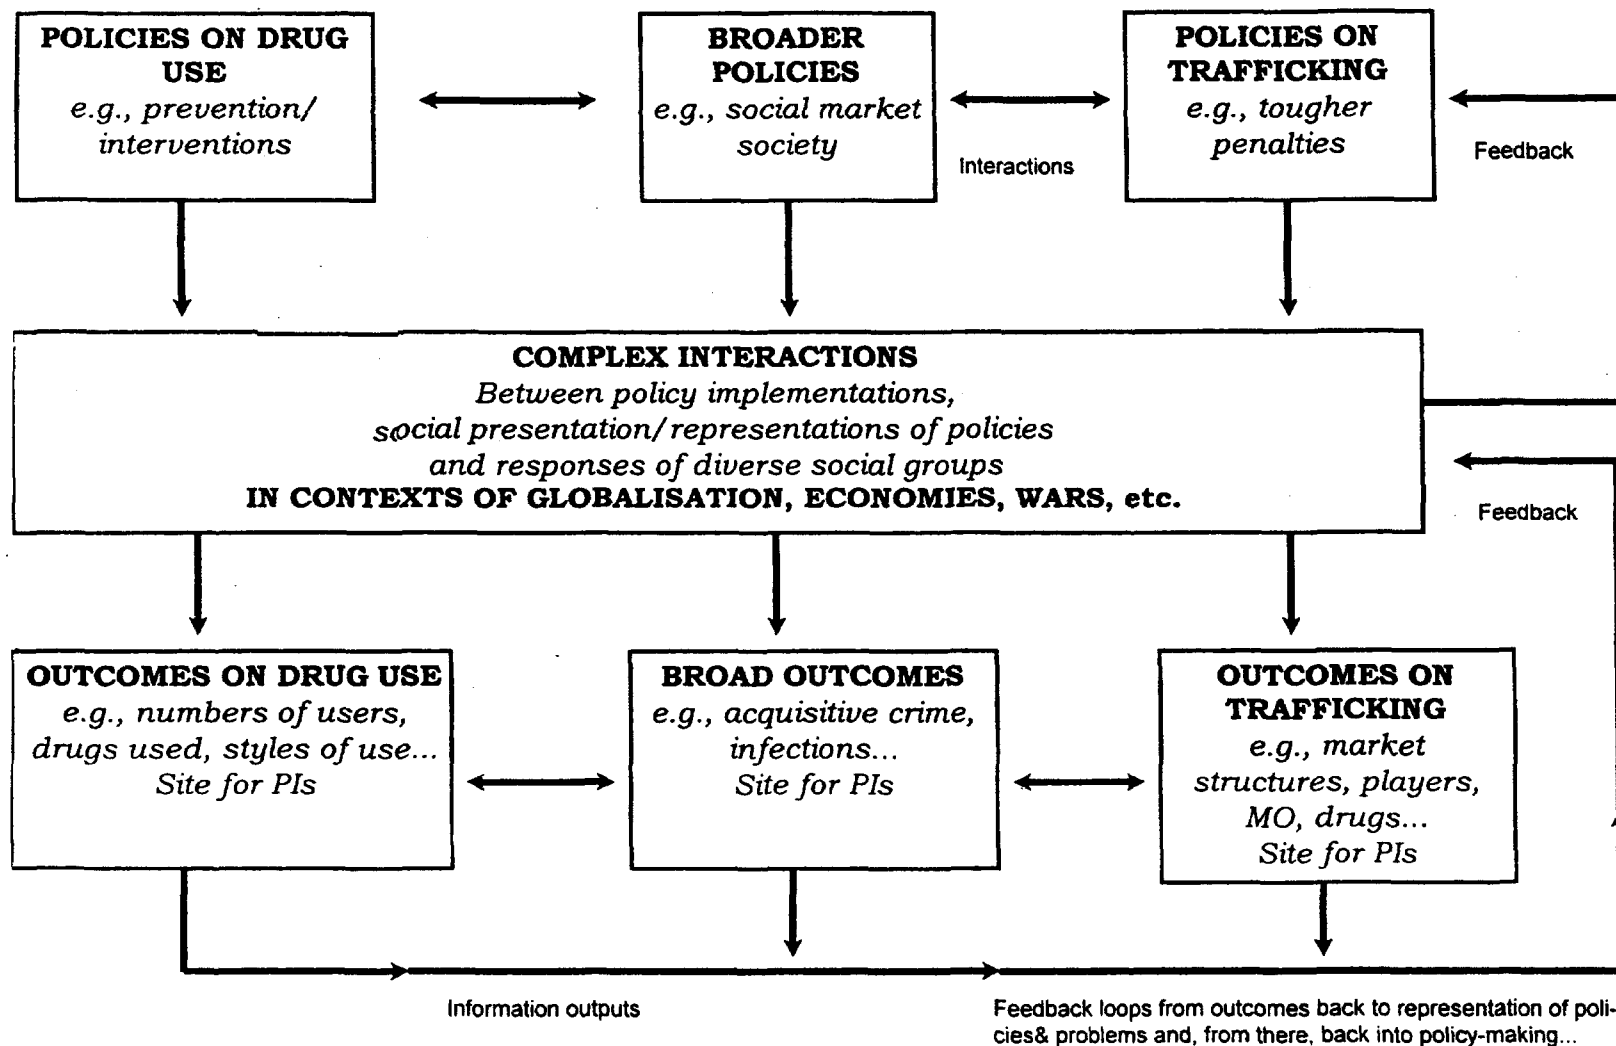 POLICIES ON DRUG
USE
e.g., prevention/
interventions
BROADER
POLICIES
e.g., social market
society
Interactions
POLICIES ON
TRAFFICKING
e.g., tougher
penalties
Feedback
COMPLEX INTERACTIONS
Between policy implementations,
social presentation/representations of policies
and responses of diverse social groups
IN CONTEXTS OF GLOBALISATION, ECONOMIES, WARS, etc.
Feedback
OUTCOMES ON DRUG USE
e.g., numbers of users,
drugs used, styles of use...
Site for PIs
BROAD OUTCOMES
e.g., acquisitive crime,
infections...
Site for PIs
OUTCOMES ON
TRAFFICKING
e.g., market
structures, players,
MO, drugs...
Site for PIs
Information outputs
Feedback loops from outcomes back to representation of poli-
cies& problems and, from there, back into policy-making...